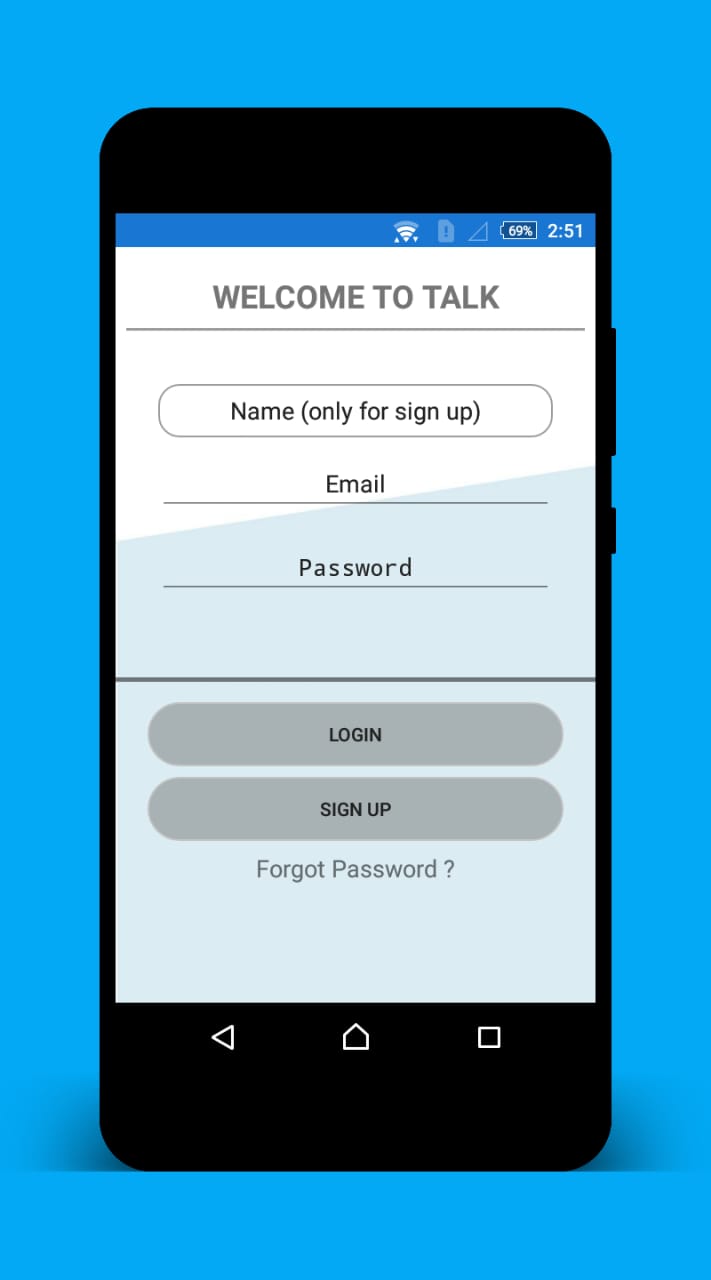 69% 2:51
WELCOME TO TALK
Name (only for sign up)
Email
Password
LOGIN
SIGN UP
Forgot Password ?